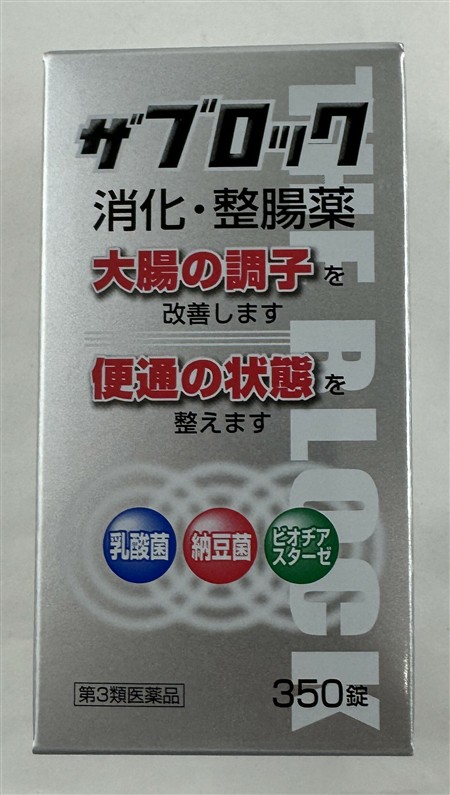 ザブロック
消化・整腸薬
大腸の調子を
改善します
便通の状態を
整えます
乳酸菌
納豆菌
ビオヂア
スターゼ
第3類医薬品
350錠
THE BLOCK